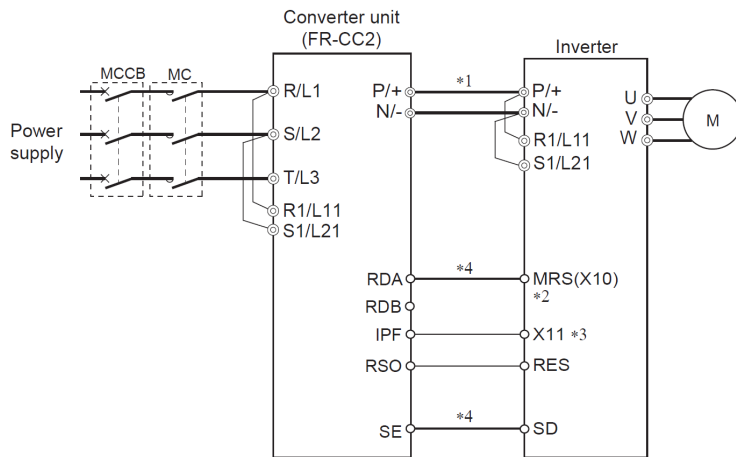 Converter unit
(FR-CC2)
Inverter
MCCB
MC
Power
supply
R/L1
S/L2
T/L3
R1/L11
S1/L21
P/+
N/-
*1
P/+
N/-
R1/L11
S1/L21
U
V
W
M
RDA
*4
MRS(X10)
*2
RDB
IPF
X11 *3
RSO
RES
SE
*4
SD